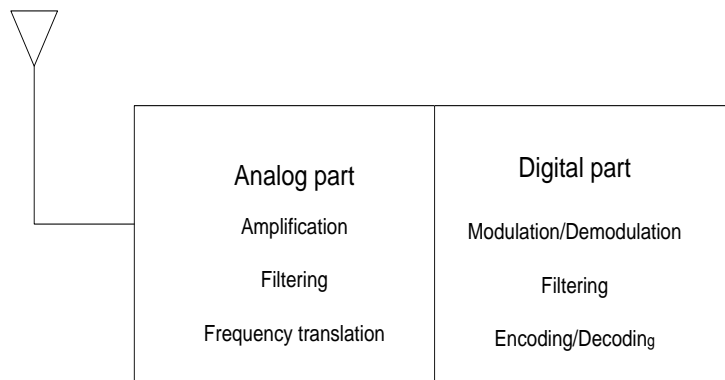 Analog part
Amplification
Filtering
Frequency translation
Digital part
Modulation/Demodulation
Filtering
Encoding/Decoding